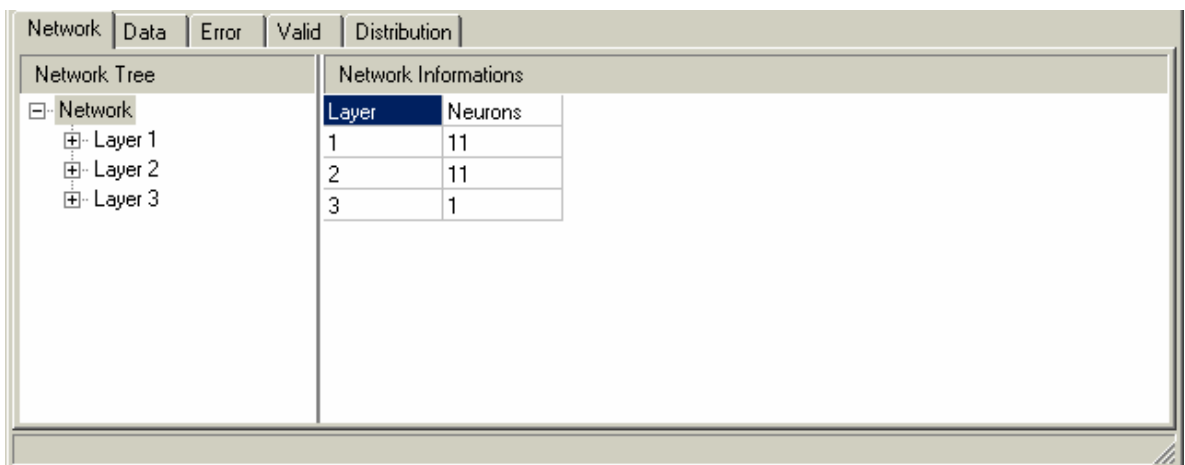 Network Data Error Valid Distribution
Network Tree
Network
Layer 1
Layer 2
Layer 3
Network Informations
Layer Neurons
1 11
2 11
3 1